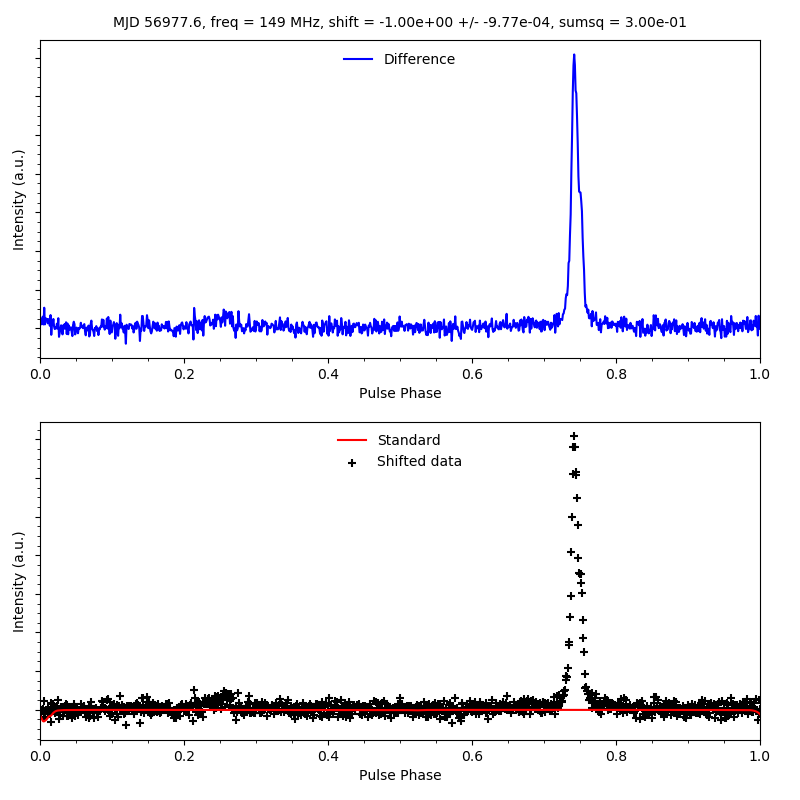 MJD 56977.6, freq = 149 MHz, shift = -1.00e+00 +/- -9.77e-04, sumsq = 3.00e-01
Difference
Intensity (a.u.)
0.0 0.2 0.4 0.6 0.8 1.0
Pulse Phase
Standard
Shifted data
Intensity (a.u.)
0.0 0.2 0.4 0.6 0.8 1.0
Pulse Phase